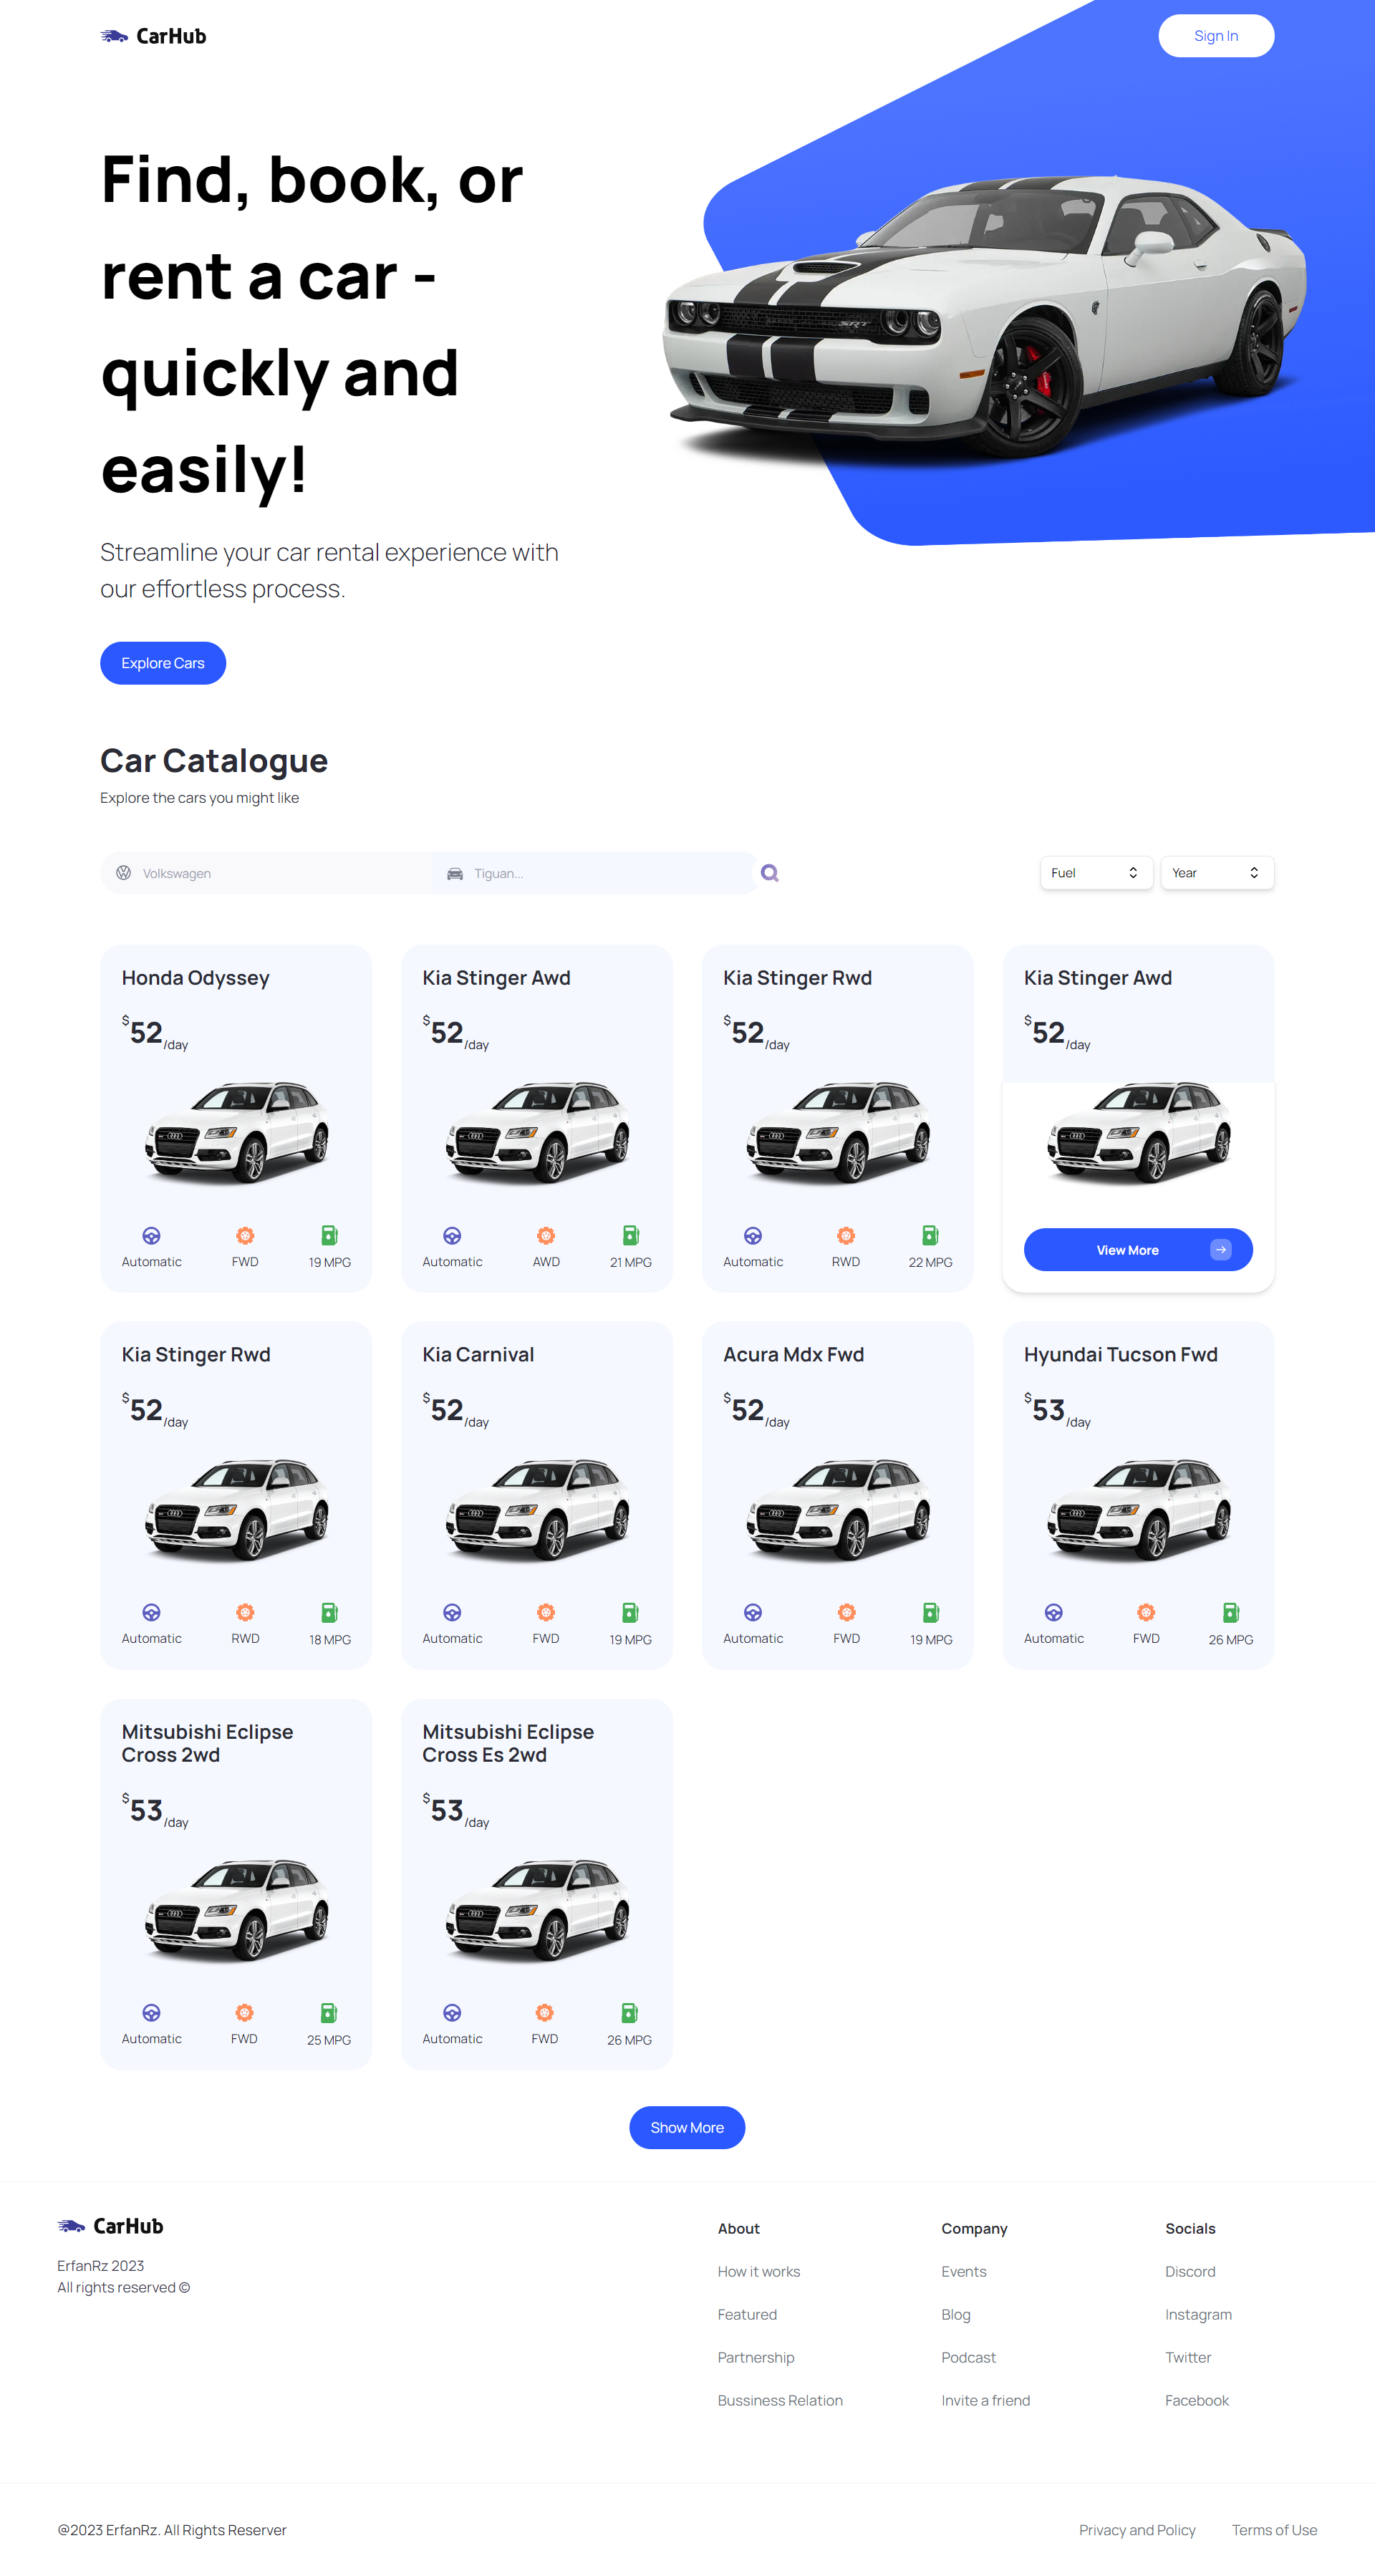 CarHub
Sign In
Find, book, or
rent a car -
quickly and
easily!
Streamline your car rental experience with
our effortless process.
Explore Cars
SRT
Car Catalogue
Explore the cars you might like
Volkswagen
Tiguan...
Fuel
Year
Honda Odyssey
$52/day
Automatic
FWD
19 MPG
Kia Stinger Awd
$52/day
Automatic
AWD
21 MPG
Kia Stinger Rwd
$52/day
Automatic
RWD
22 MPG
Kia Stinger Awd
$52/day
View More
Kia Stinger Rwd
$52/day
Automatic
RWD
18 MPG
Kia Carnival
$52/day
Automatic
FWD
19 MPG
Acura Mdx Fwd
$52/day
Automatic
FWD
19 MPG
Hyundai Tucson Fwd
$53/day
Automatic
FWD
26 MPG
Mitsubishi Eclipse
Cross 2wd
$53/day
Automatic
FWD
25 MPG
Mitsubishi Eclipse
Cross Es 2wd
$53/day
Automatic
FWD
26 MPG
Show More
CarHub
ErfanRz 2023
All rights reserved ©
About
How it works
Featured
Partnership
Bussiness Relation
Company
Events
Blog
Podcast
Invite a friend
Socials
Discord
Instagram
Twitter
Facebook
@2023 ErfanRz. All Rights Reserver
Privacy and Policy
Terms of Use